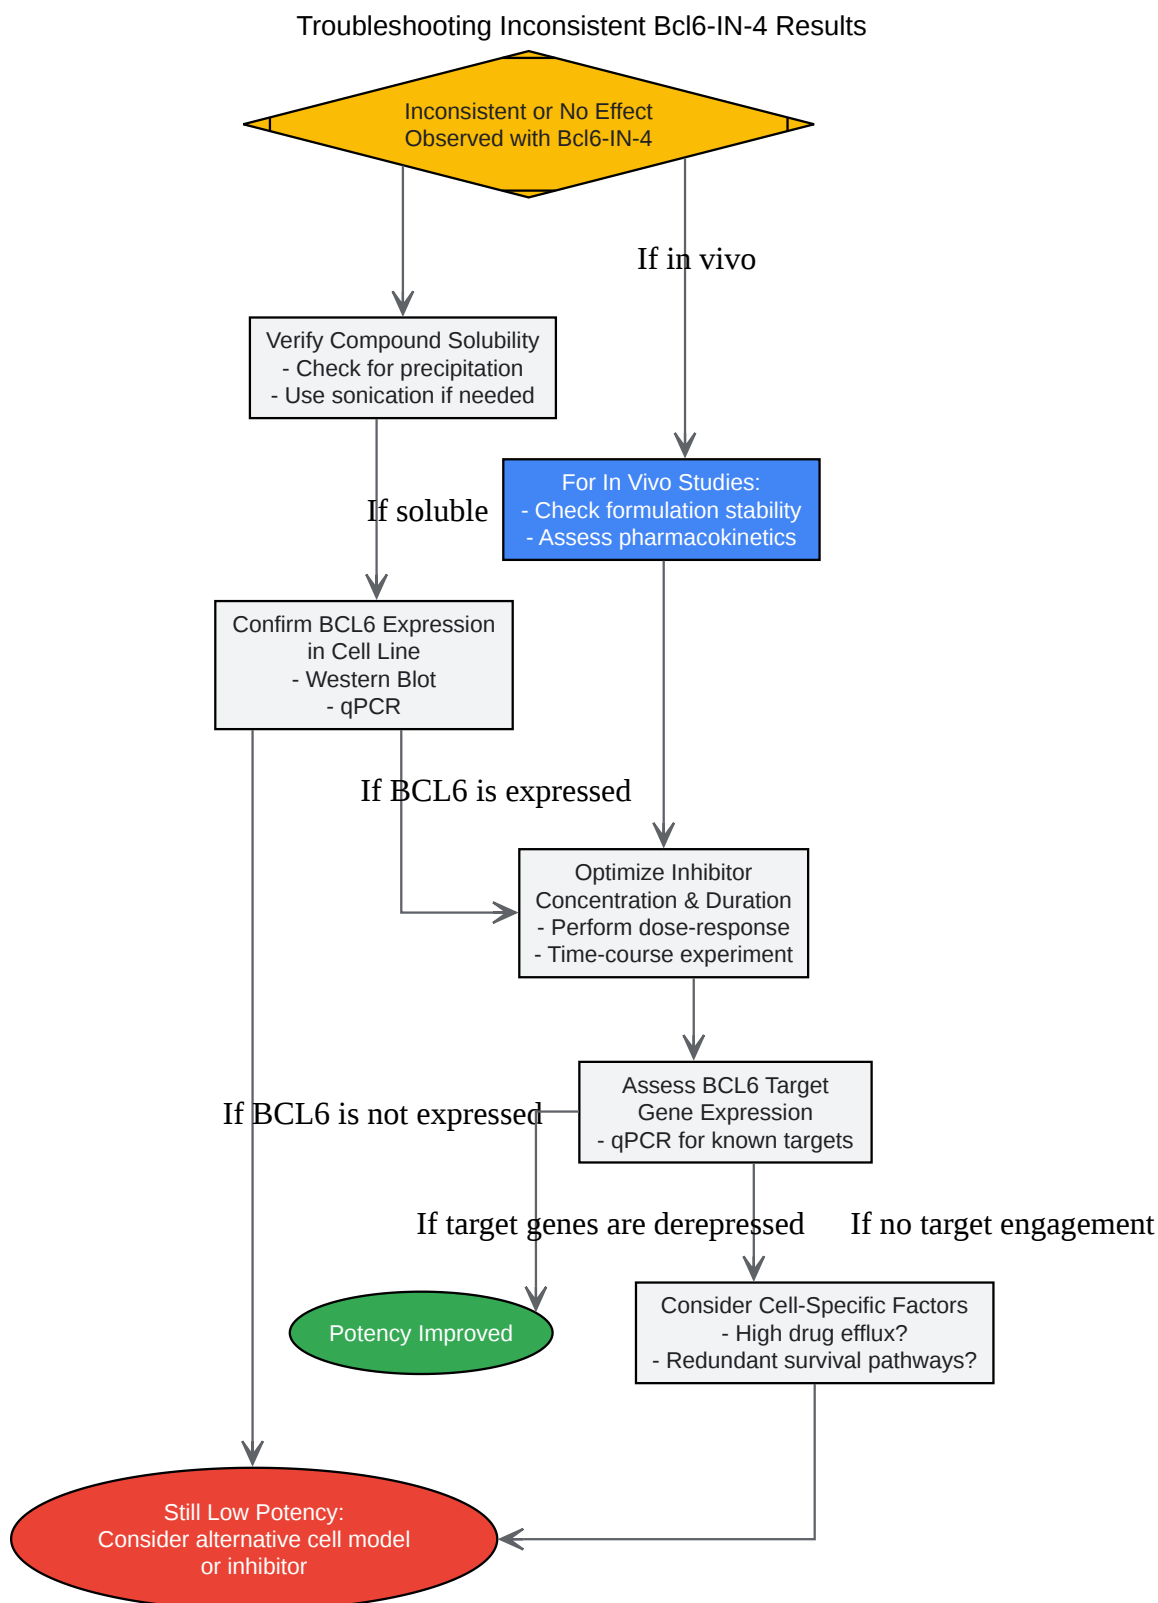 Troubleshooting Inconsistent Bcl6-IN-4 Results
Inconsistent or No Effect
Observed with Bcl6-IN-4
If in vivo
Verify Compound Solubility
- Check for precipitation
- Use sonication if needed
For In Vivo Studies:
- Check formulation stability
- Assess pharmacokinetics
If soluble
Confirm BCL6 Expression
in Cell Line
- Western Blot
- qPCR
If BCL6 is expressed
Optimize Inhibitor
Concentration & Duration
- Perform dose-response
- Time-course experiment
Assess BCL6 Target
Gene Expression
- qPCR for known targets
If BCL6 is not expressed
If target genes are derepressed
If no target engagement
Consider Cell-Specific Factors
- High drug efflux?
- Redundant survival pathways?
Potency Improved
Still Low Potency:
Consider alternative cell model
or inhibitor